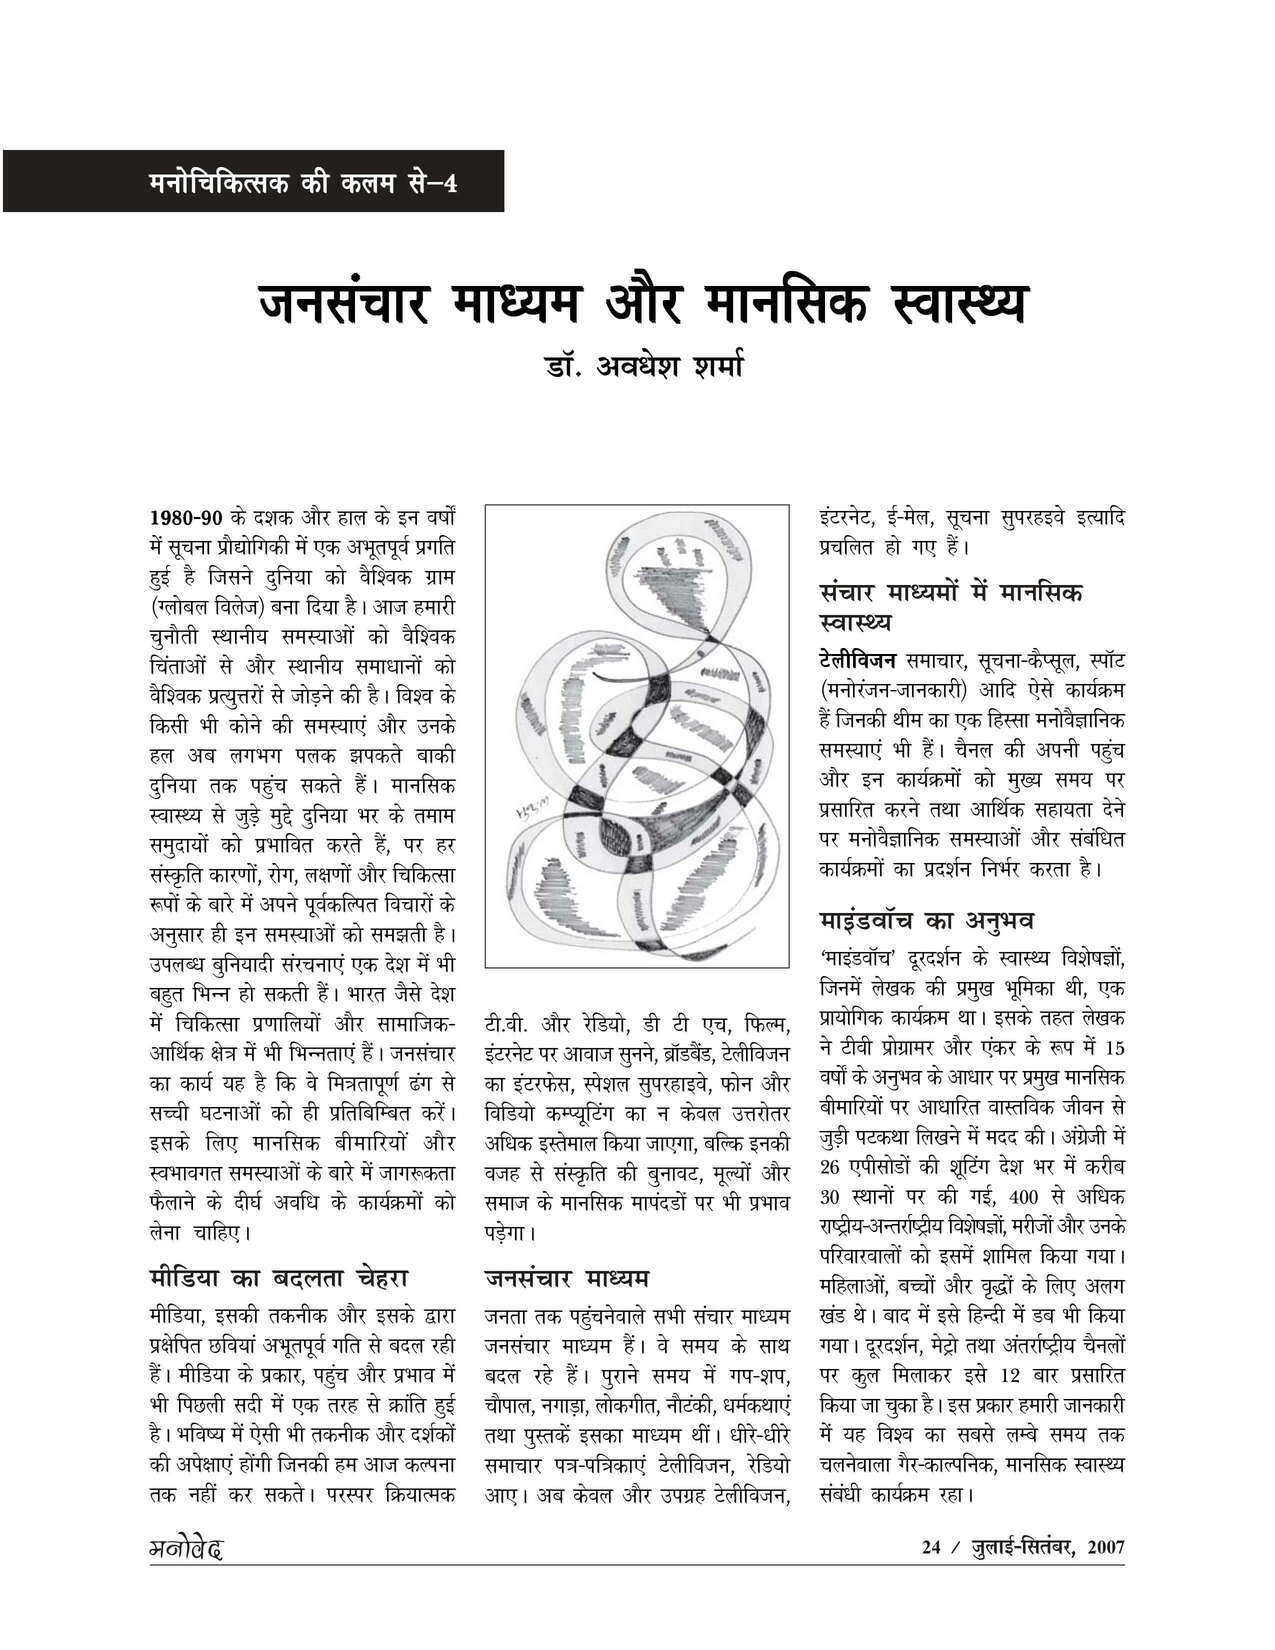 मनोचिकित्सक की कलम से–4
जनसंचार माध्यम और मानसिक स्वास्थ्य
डॉ. अवधेश शर्मा
1980-90 के दशक और हाल के इन वर्षों
में सूचना प्रौद्योगिकी में एक अभूतपूर्व प्रगति
हुई है जिसने दुनिया को वैश्विक ग्राम
(ग्लोबल विलेज) बना दिया है। आज हमारी
चुनौती स्थानीय समस्याओं को वैश्विक
चिंताओं से और स्थानीय समाधानों को
वैश्विक प्रत्युत्तरों से जोड़ने की है। विश्व के
किसी भी कोने की समस्याएं और उनके
हल अब लगभग पलक झपकते बाकी
दुनिया तक पहुंच सकते हैं। मानसिक
स्वास्थ्य से जुड़े मुद्दे दुनिया भर के तमाम
समुदायों को प्रभावित करते हैं, पर हर
संस्कृति कारणों, रोग, लक्षणों और चिकित्सा
रूपों के बारे में अपने पूर्वकल्पित विचारों के
अनुसार ही इन समस्याओं को समझती है।
उपलब्ध बुनियादी संरचनाएं एक देश में भी
बहुत भिन्न हो सकती हैं। भारत जैसे देश
में चिकित्सा प्रणालियों और सामाजिक-
आर्थिक क्षेत्र में भी भिन्नताएं हैं। जनसंचार
का कार्य यह है कि वे मित्रतापूर्ण ढंग से
सच्ची घटनाओं को ही प्रतिबिम्बित करें।
इसके लिए मानसिक बीमारियों और
स्वभावगत समस्याओं के बारे में जागरूकता
फैलाने के दीर्घ अवधि के कार्यक्रमों को
लेना चाहिए।
मीडिया का बदलता चेहरा
मीडिया, इसकी तकनीक और इसके द्वारा
प्रक्षेपित छवियां अभूतपूर्व गति से बदल रही
हैं। मीडिया के प्रकार, पहुंच और प्रभाव में
भी पिछली सदी में एक तरह से क्रांति हुई
है। भविष्य में ऐसी भी तकनीक और दर्शकों
की अपेक्षाएं होंगी जिनकी हम आज कल्पना
तक नहीं कर सकते। परस्पर क्रियात्मक
टी.वी. और रेडियो, डी टी एच, फिल्म,
इंटरनेट पर आवाज सुनने, ब्रॉडबैंड, टेलीविजन
का इंटरफेस, स्पेशल सुपरहाइवे, फोन और
विडियो कम्प्यूटिंग का न केवल उत्तरोतर
अधिक इस्तेमाल किया जाएगा, बल्कि इनकी
वजह से संस्कृति की बुनावट, मूल्यों और
समाज के मानसिक मापंदडों पर भी प्रभाव
पड़ेगा।
जनसंचार माध्यम
जनता तक पहुंचनेवाले सभी संचार माध्यम
जनसंचार माध्यम हैं। वे समय के साथ
बदल रहे हैं। पुराने समय में गप-शप,
चौपाल, नगाड़ा, लोकगीत, नौटंकी, धर्मकथाएं
तथा पुस्तकें इसका माध्यम थीं। धीरे-धीरे
समाचार पत्र-पत्रिकाएं टेलीविजन, रेडियो
आए। अब केवल और उपग्रह टेलीविजन,
इंटरनेट, ई-मेल, सूचना सुपरहइवे इत्यादि
प्रचलित हो गए हैं।
संचार माध्यमों में मानसिक
स्वास्थ्य
टेलीविजन समाचार, सूचना-कैप्सूल, स्पॉट
(मनोरंजन-जानकारी) आदि ऐसे कार्यक्रम
हैं जिनकी थीम का एक हिस्सा मनोवैज्ञानिक
समस्याएं भी हैं। चैनल की अपनी पहुंच
और इन कार्यक्रमों को मुख्य समय पर
प्रसारित करने तथा आर्थिक सहायता देने
पर मनोवैज्ञानिक समस्याओं और संबंधित
कार्यक्रमों का प्रदर्शन निर्भर करता है।
माइंडवॉच का अनुभव
‘माइंडवॉच’ दूरदर्शन के स्वास्थ्य विशेषज्ञों,
जिनमें लेखक की प्रमुख भूमिका थी, एक
प्रायोगिक कार्यक्रम था। इसके तहत लेखक
ने टीवी प्रोग्रामर और एंकर के रूप में 15
वर्षों के अनुभव के आधार पर प्रमुख मानसिक
बीमारियों पर आधारित वास्तविक जीवन से
जुड़ी पटकथा लिखने में मदद की। अंग्रेजी में
26 एपीसोडों की शूटिंग देश भर में करीब
30 स्थानों पर की गई, 400 से अधिक
राष्ट्रीय-अन्तर्राष्ट्रीय विशेषज्ञों, मरीजों और उनके
परिवारवालों को इसमें शामिल किया गया।
महिलाओं, बच्चों और वृद्धों के लिए अलग
खंड थे। बाद में इसे हिन्दी में डब भी किया
गया। दूरदर्शन, मेट्रो तथा अंतर्राष्ट्रीय चैनलों
पर कुल मिलाकर इसे 12 बार प्रसारित
किया जा चुका है। इस प्रकार हमारी जानकारी
में यह विश्व का सबसे लम्बे समय तक
चलनेवाला गैर-काल्पनिक, मानसिक स्वास्थ्य
संबंधी कार्यक्रम रहा।
मनोवेद
24 / जुलाई-सितंबर, 2007